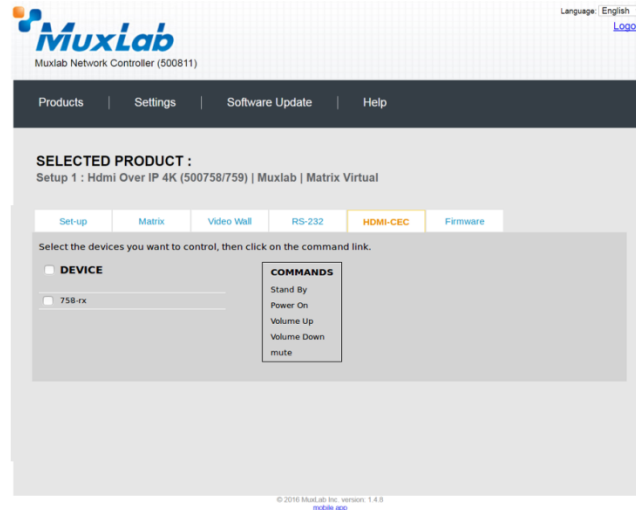 Language: English
Logo
MuxLab
Muxlab Network Controller (500811)
Products | Settings | Software Update | Help
SELECTED PRODUCT :
Setup 1 : Hdmi Over IP 4K (500758/759) | Muxlab | Matrix Virtual
Set-up Matrix Video Wall RS-232 HDMI-CEC Firmware
Select the devices you want to control, then click on the command link.
DEVICE
758-rx
COMMANDS
Stand By
Power On
Volume Up
Volume Down
mute
© 2016 MuxLab Inc. version: 1.4.8
mobile app